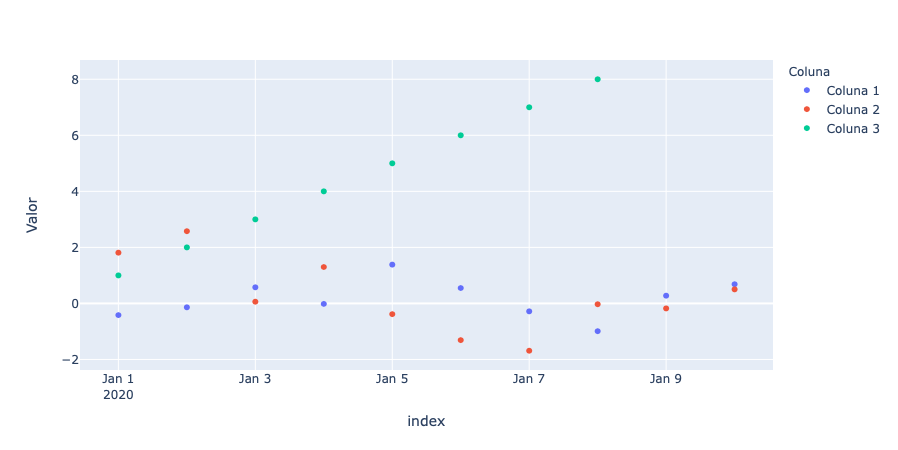 Coluna
Coluna 1
Coluna 2
Coluna 3
Valor
8
6
4
2
0
−2
Jan 1
2020
Jan 3
Jan 5
Jan 7
Jan 9
index